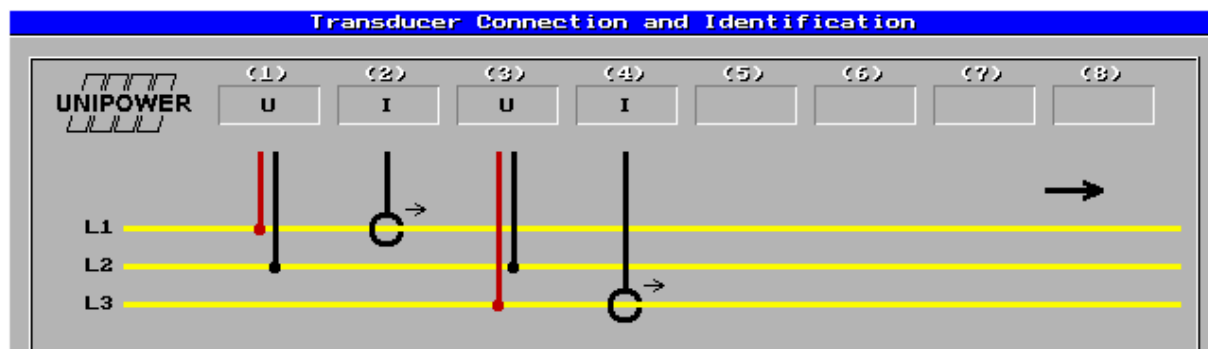 Transducer Connection and Identification
(1) (2) (3) (4) (5) (6) (7) (8)
UNIPOWER
U I U I
L1
L2
L3